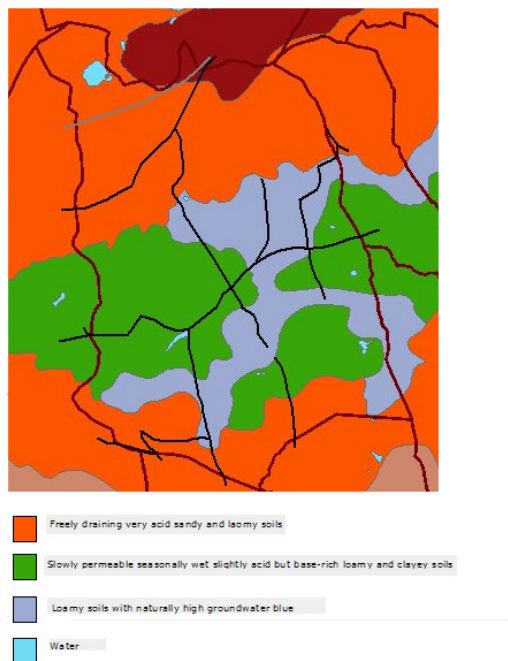 Freely draining very acid sandy and laomy soils
Slowly permeable seasonally wet slightly acid but base-rich loamy and clayey soils
Loamy soils with naturally high groundwater blue
Water